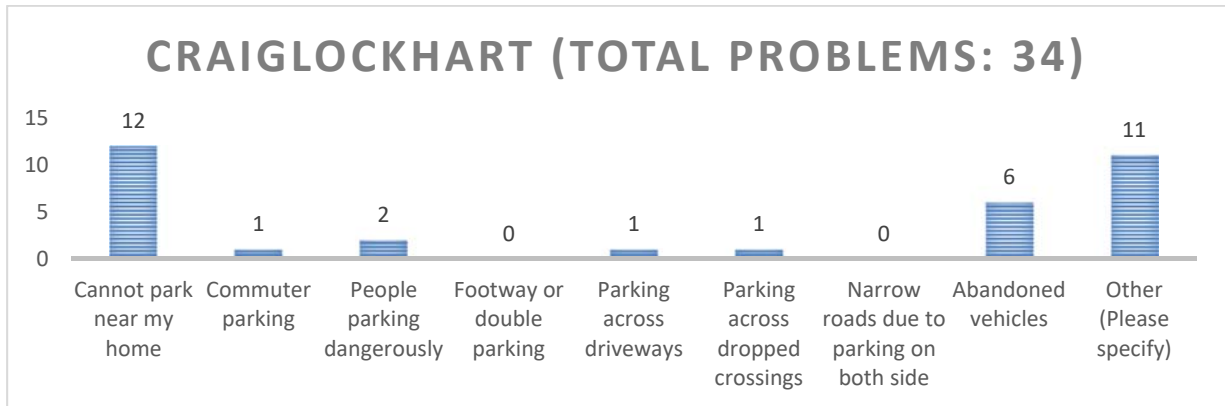 CRAIGLOCKHART (TOTAL PROBLEMS: 34)
15
10
5
0
12
1
2
0
1
1
0
6
11
Cannot park
near my
home
Commuter
parking
People
parking
dangerously
Footway or
double
parking
Parking
across
driveways
Parking
across
dropped
crossings
Narrow
roads due to
parking on
both side
Abandoned
vehicles
Other
(Please
specify)